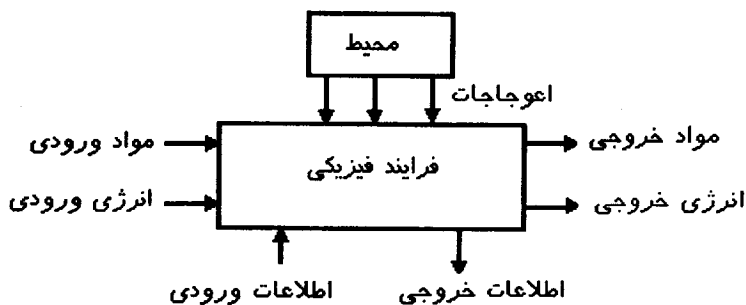 محیط
اعوجاجات
مواد ورودی
مواد خروجی
فرایند فیزیکی
انرژی ورودی
انرژی خروجی
اطلاعات ورودی
اطلاعات خروجی